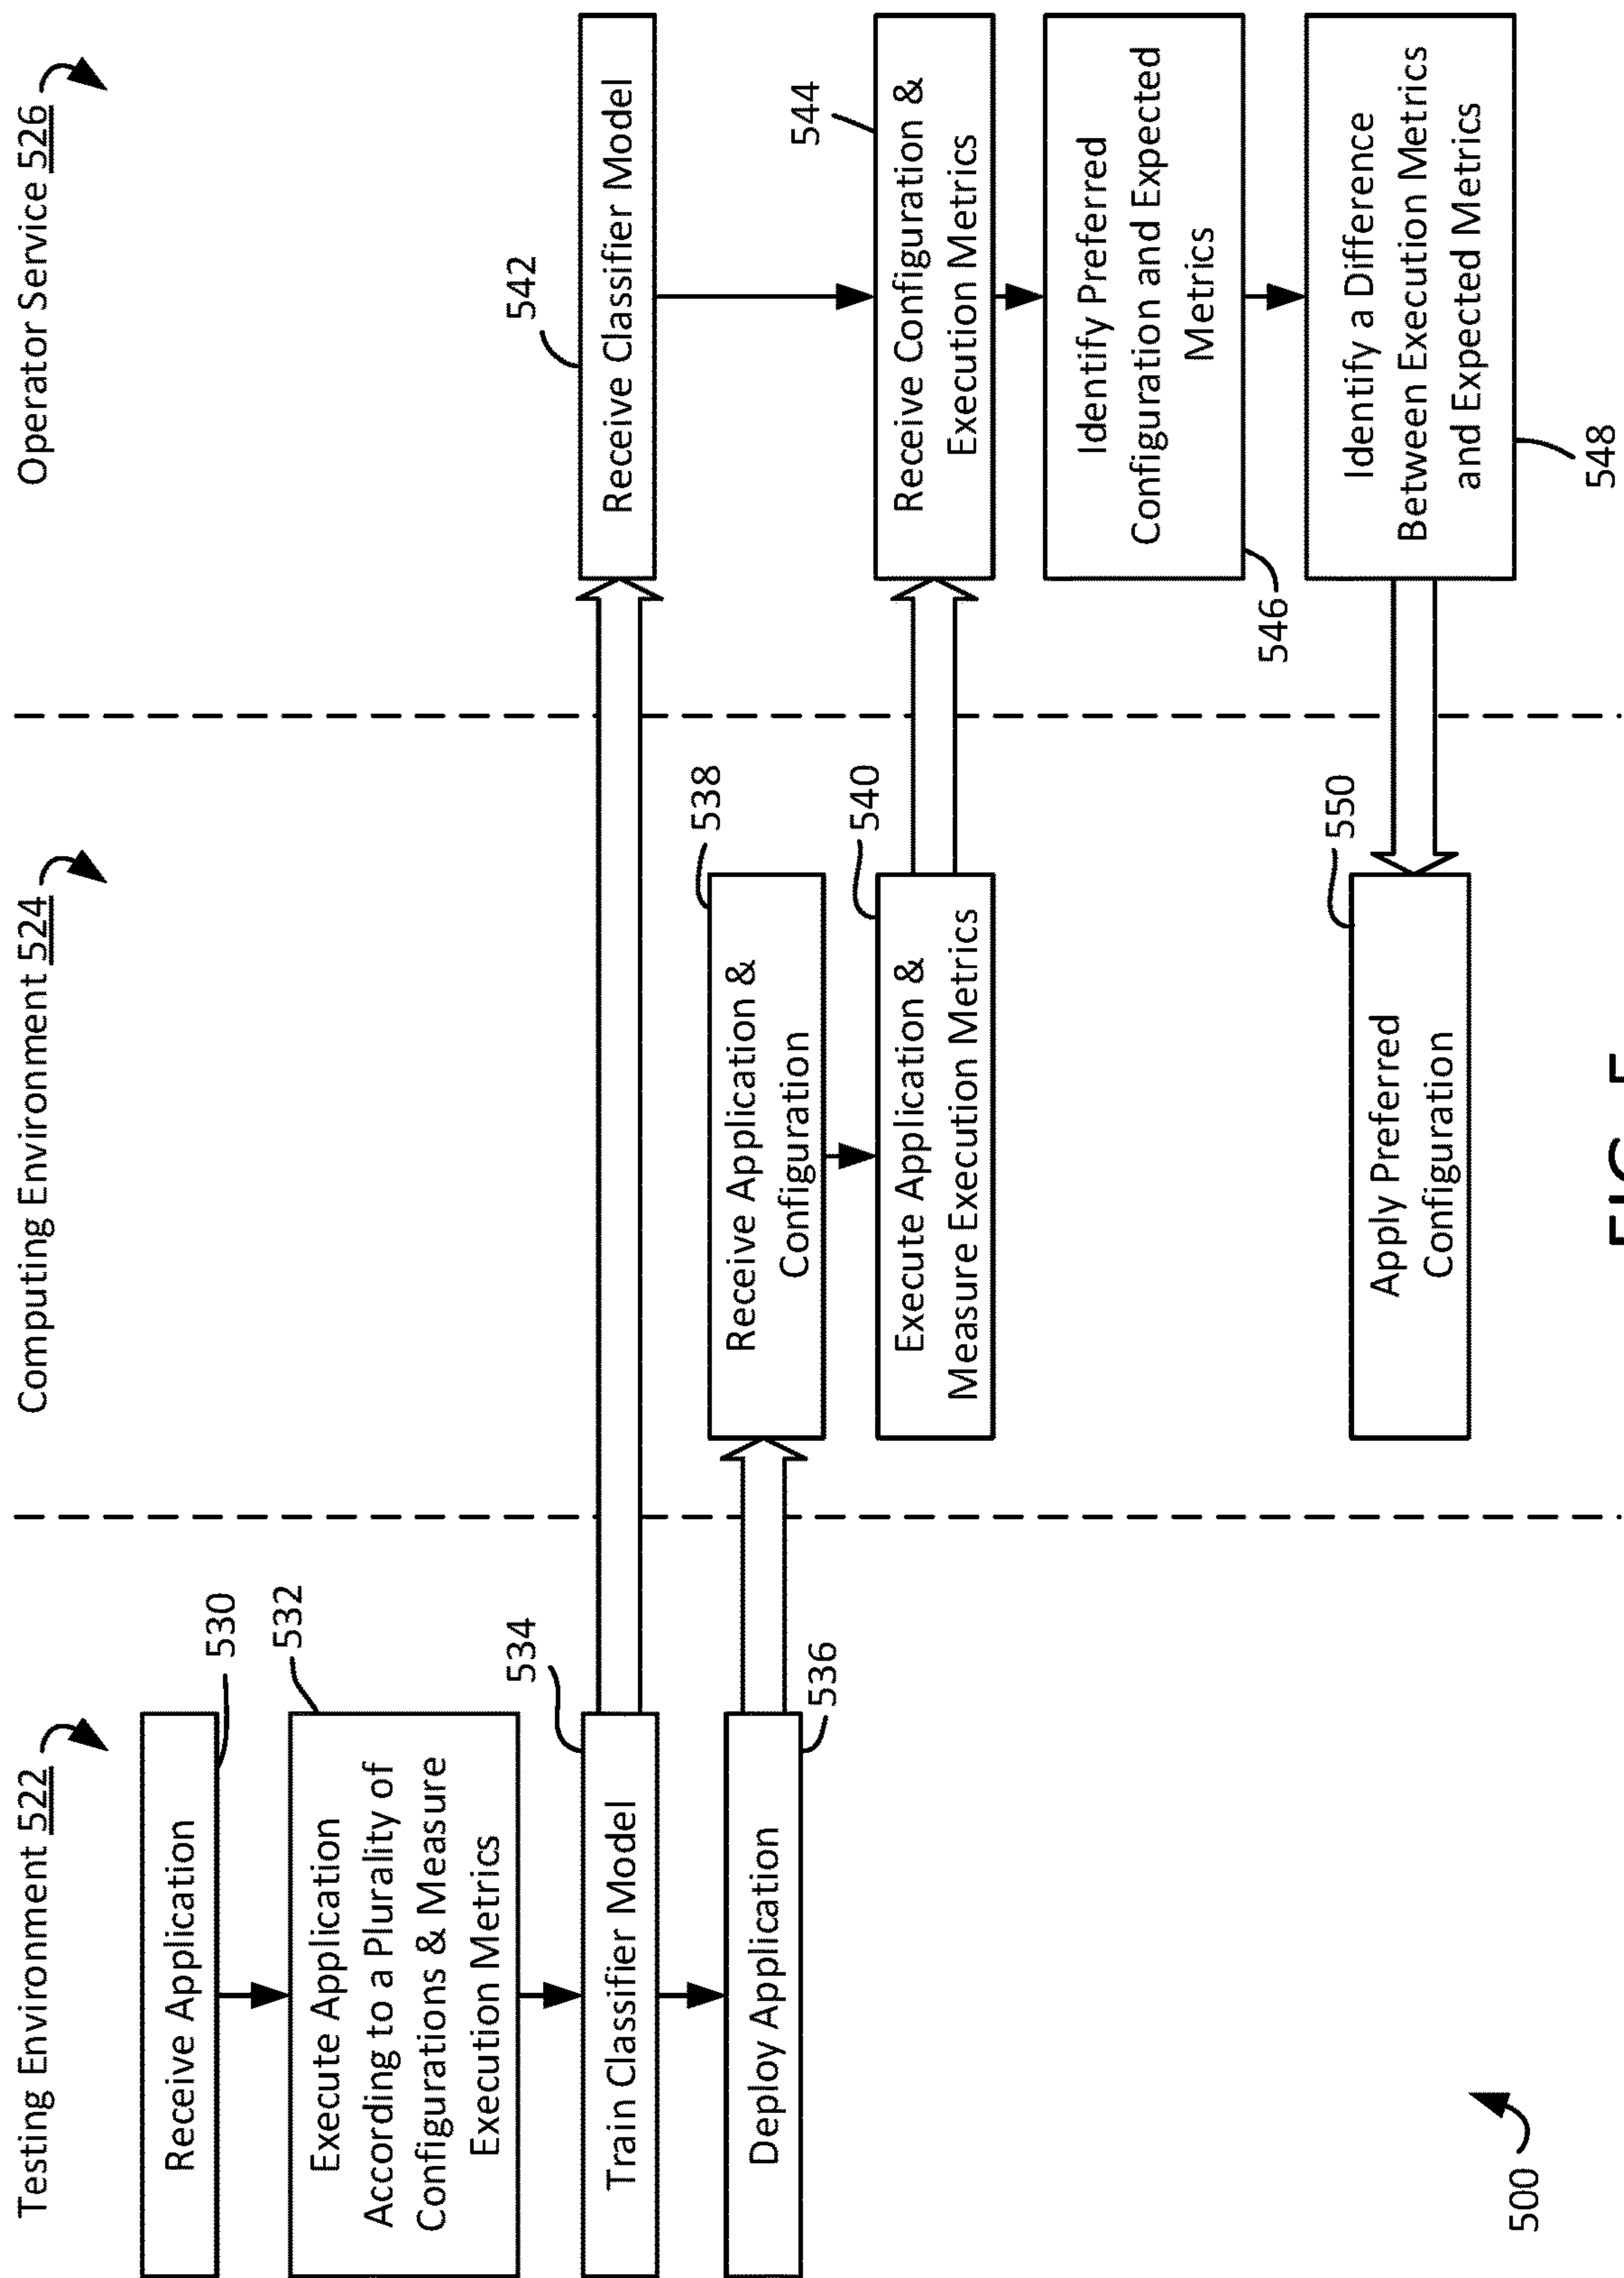 Testing Environment 522
Receive Application
530
Execute Application
According to a Plurality of
Configurations & Measure
Execution Metrics
532
Train Classifier Model
534
Deploy Application
536
500
Computing Environment 524
Receive Application &
Configuration
538
Execute Application &
Measure Execution Metrics
540
Apply Preferred
Configuration
550
Operator Service 526
Receive Classifier Model
542
Receive Configuration &
Execution Metrics
544
Identify Preferred
Configuration and Expected
Metrics
546
Identify a Difference
Between Execution Metrics
and Expected Metrics
548